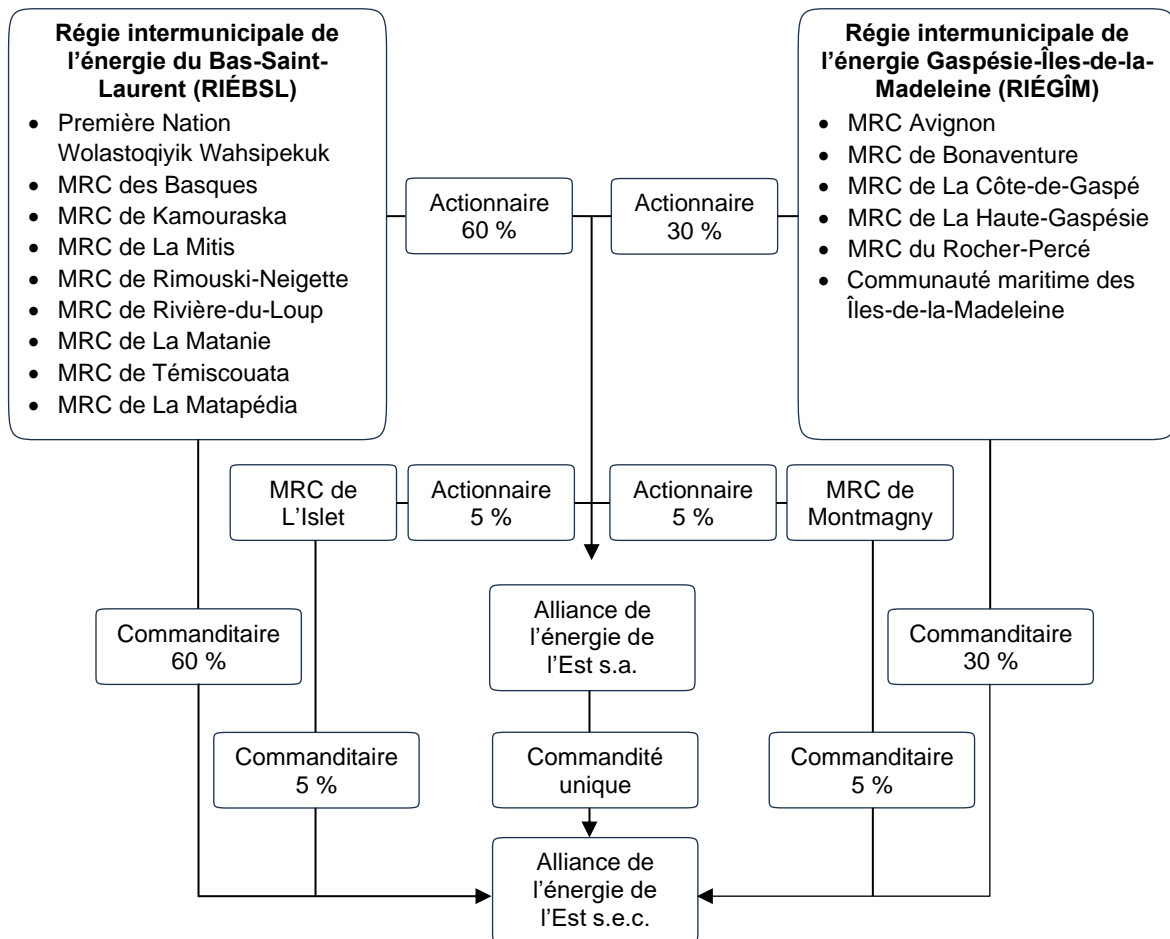 Régie intermunicipale de
l’énergie du Bas-Saint-
Laurent (RIÉBSL)
• Première Nation
Wolastoqiyik Wahsipekuk
• MRC des Basques
• MRC de Kamouraska
• MRC de La Mitis
• MRC de Rimouski-Neigette
• MRC de Rivière-du-Loup
• MRC de La Matanie
• MRC de Témiscouata
• MRC de La Matapédia
Actionnaire
60 %
Actionnaire
30 %
Régie intermunicipale de
l’énergie Gaspésie-Îles-de-la-
Madeleine (RIÉGÎM)
• MRC Avignon
• MRC de Bonaventure
• MRC de La Côte-de-Gaspé
• MRC de La Haute-Gaspésie
• MRC du Rocher-Percé
• Communauté maritime des
Îles-de-la-Madeleine
MRC de
L’Islet
Actionnaire
5 %
Actionnaire
5 %
MRC de
Montmagny
Commanditaire
60 %
Alliance de
l’énergie de
l’Est s.a.
Commanditaire
30 %
Commanditaire
5 %
Commandité
unique
Commanditaire
5 %
Alliance de
l’énergie de
l’Est s.e.c.